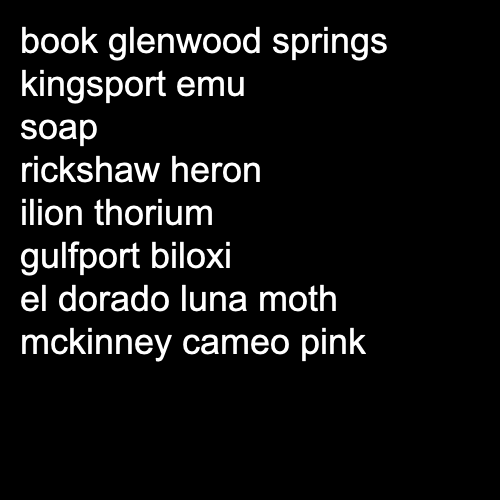 book glenwood springs
kingsport emu
soap
rickshaw heron
ilion thorium
gulfport biloxi
el dorado luna moth
mckinney cameo pink